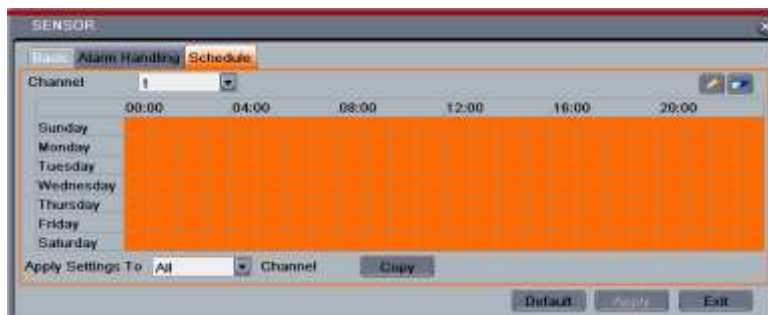 SENSOR
Basic Alarm Handling Schedule
Channel 1
00:00 04:00 08:00 12:00 16:00 20:00
Sunday
Monday
Tuesday
Wednesday
Thursday
Friday
Saturday
Apply Settings To All Channel Copy
Default Apply Exit